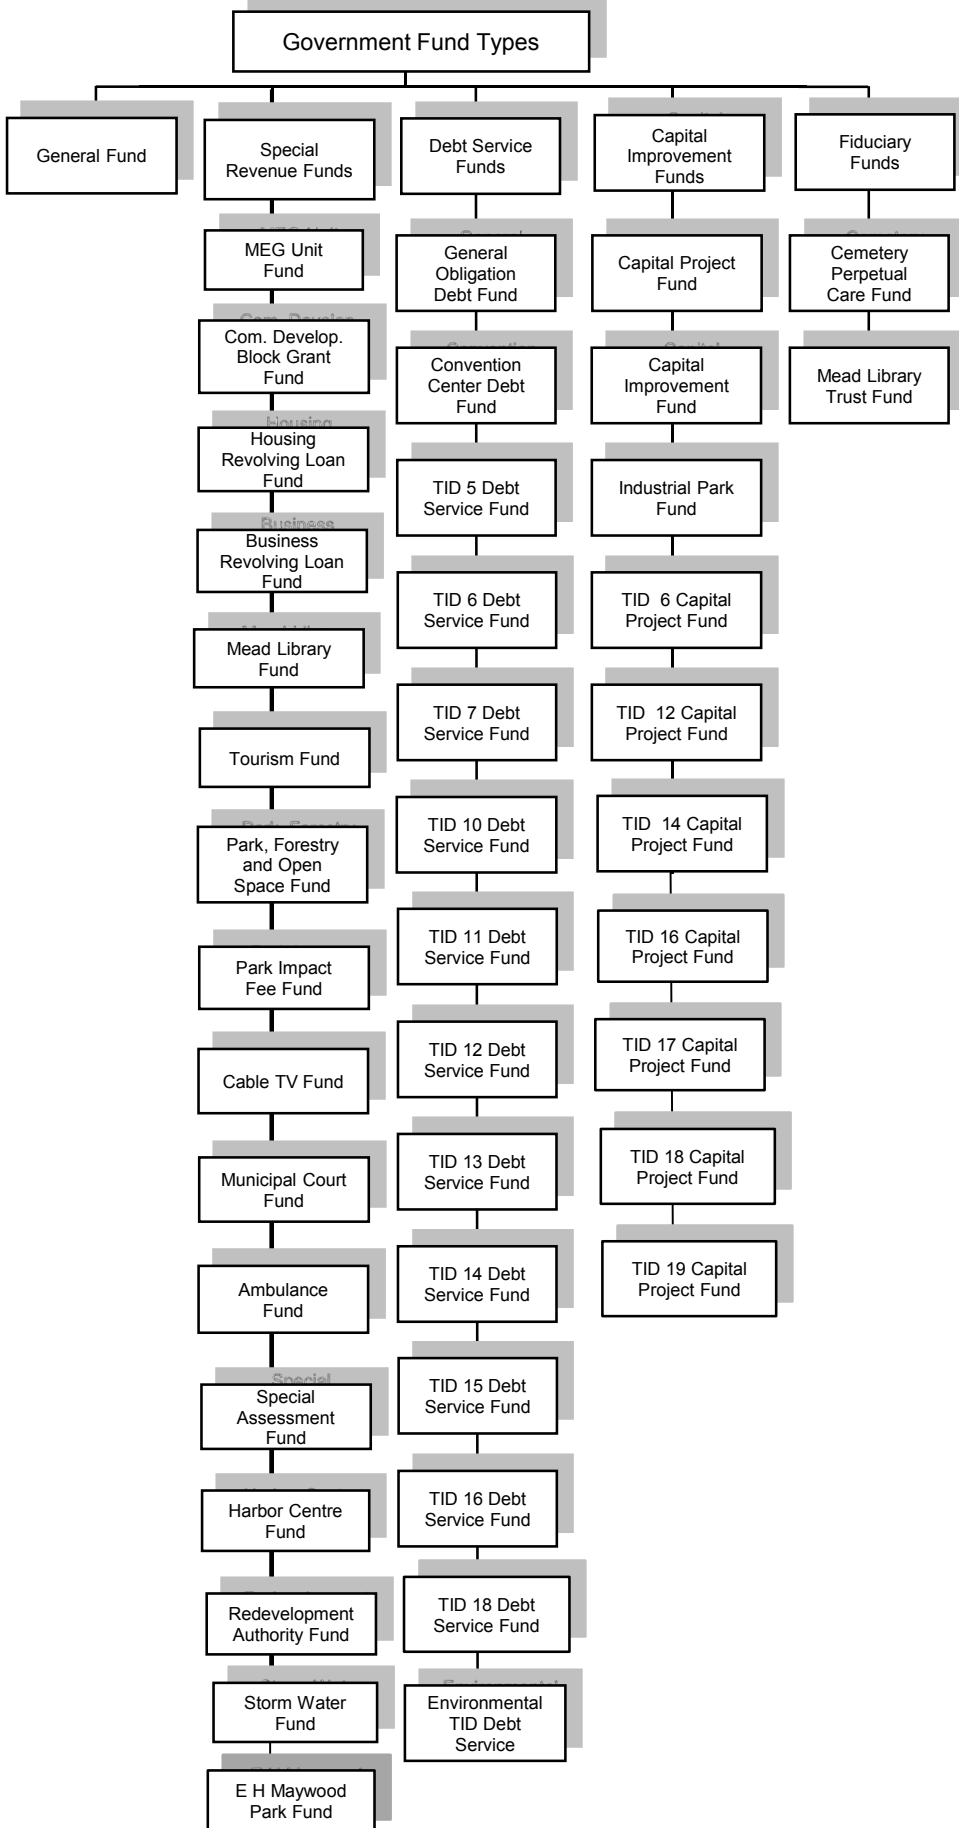 Government Fund Types
General Fund
Special
Revenue Funds
MEG Unit
Fund
Com. Develop.
Block Grant
Fund
Housing
Revolving Loan
Fund
Business
Revolving Loan
Fund
Mead Library
Fund
Tourism Fund
Park, Forestry
and Open
Space Fund
Park Impact
Fee Fund
Cable TV Fund
Municipal Court
Fund
Ambulance
Fund
Special
Assessment
Fund
Harbor Centre
Fund
Redevelopment
Authority Fund
Storm Water
Fund
E H Maywood
Park Fund
Debt Service
Funds
General
Obligation
Debt Fund
Convention
Center Debt
Fund
TID 5 Debt
Service Fund
TID 6 Debt
Service Fund
TID 7 Debt
Service Fund
TID 10 Debt
Service Fund
TID 11 Debt
Service Fund
TID 12 Debt
Service Fund
TID 13 Debt
Service Fund
TID 14 Debt
Service Fund
TID 15 Debt
Service Fund
TID 16 Debt
Service Fund
TID 18 Debt
Service Fund
Environmental
TID Debt
Service
Capital
Improvement
Funds
Capital Project
Fund
Capital
Improvement
Fund
Industrial Park
Fund
TID  6 Capital
Project Fund
TID  12 Capital
Project Fund
TID  14 Capital
Project Fund
TID 16 Capital
Project Fund
TID 17 Capital
Project Fund
TID 18 Capital
Project Fund
TID 19 Capital
Project Fund
Fiduciary
Funds
Cemetery
Perpetual
Care Fund
Mead Library
Trust Fund